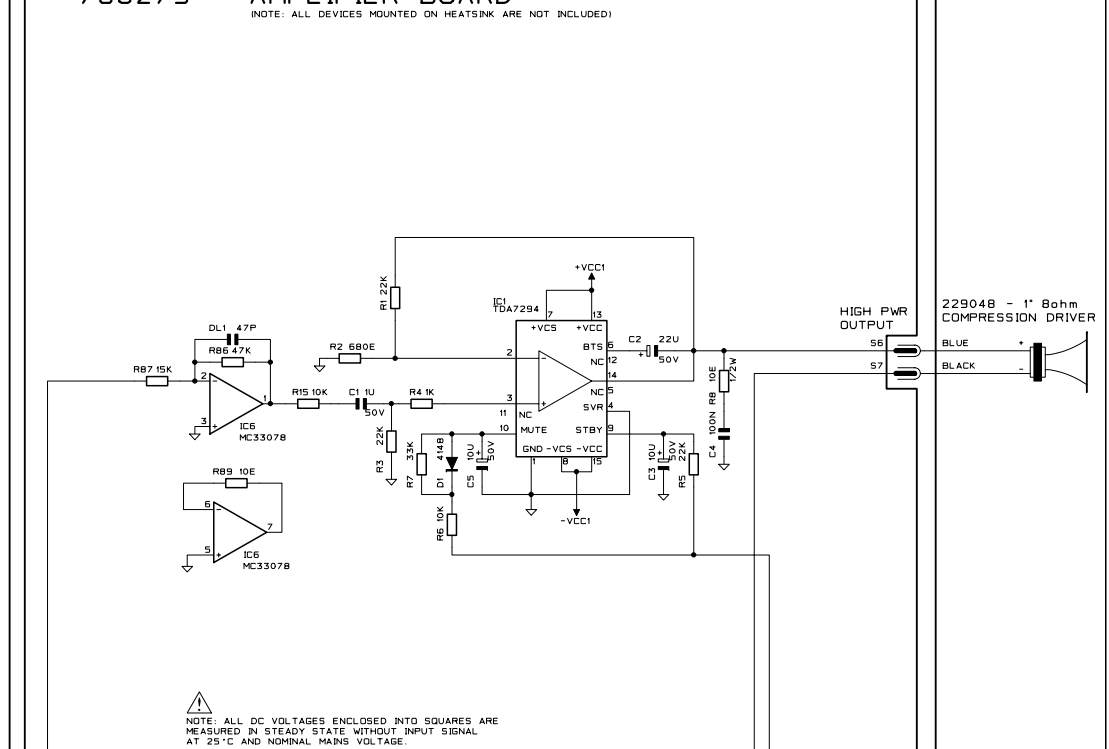 (NOTE: ALL DEVICES MOUNTED ON HEATSINK ARE NOT INCLUDED)
+VCC1
R1 22K
IC1
TDA7294
7
13
+VCS
+VCC
HIGH PWR
OUTPUT
229048 - 1" 8ohm
COMPRESSION DRIVER
DL1 47P
R86 47K
R2 680E
2
-
BTS
6
NC
12
C2 22U
+
50V
S6
BLUE
+
R87 15K
2
-
14
S7
BLACK
-
R8 10E
1/2W
1
R15 10K
C1 1U
50V
R4 1K
3
+
NC
5
SVR
4
3
+
IC6
MC33078
11
NC
10
MUTE
STBY
9
R3 22K
R7 33K
D1 4148
C5 10U
+
50V
GND
-VCS
-VCC
1
8
15
C3 10U
+
50V
R5 22K
C4 100N
R89 10E
6
-
7
5
+
IC6
MC33078
R6 10K
-VCC1
NOTE: ALL DC VOLTAGES ENCLOSED INTO SQUARES ARE
MEASURED IN STEADY STATE WITHOUT INPUT SIGNAL
AT 25°C AND NOMINAL MAINS VOLTAGE.